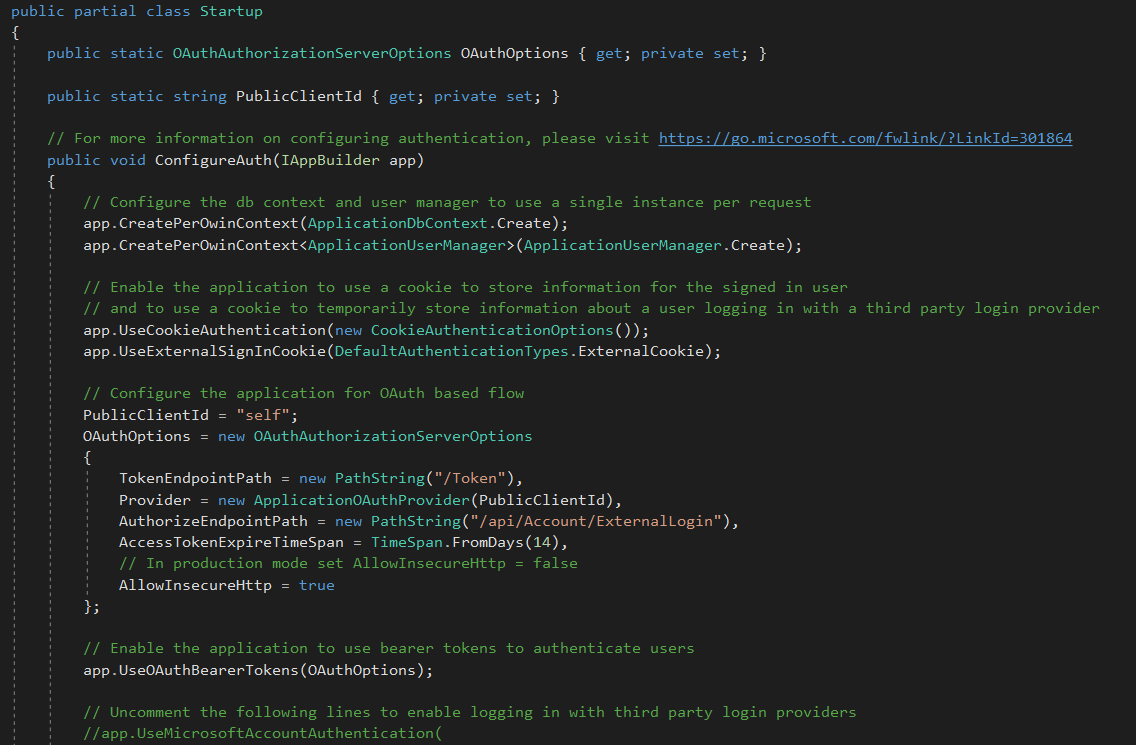 public partial class Startup
{
public static OAuthAuthorizationServerOptions OAuthOptions { get; private set; }
public static string PublicClientId { get; private set; }
// For more information on configuring authentication, please visit https://go.microsoft.com/fwlink/?LinkId=301864
public void ConfigureAuth(IAppBuilder app)
{
// Configure the db context and user manager to use a single instance per request
app.CreatePerOwinContext(ApplicationDbContext.Create);
app.CreatePerOwinContext<ApplicationUserManager>(ApplicationUserManager.Create);
// Enable the application to use a cookie to store information for the signed in user
// and to use a cookie to temporarily store information about a user logging in with a third party login provider
app.UseCookieAuthentication(new CookieAuthenticationOptions());
app.UseExternalSignInCookie(DefaultAuthenticationTypes.ExternalCookie);
// Configure the application for OAuth based flow
PublicClientId = "self";
OAuthOptions = new OAuthAuthorizationServerOptions
{
TokenEndpointPath = new PathString("/Token"),
Provider = new ApplicationOAuthProvider(PublicClientId),
AuthorizeEndpointPath = new PathString("/api/Account/ExternalLogin"),
AccessTokenExpireTimeSpan = TimeSpan.FromDays(14),
// In production mode set AllowInsecureHttp = false
AllowInsecureHttp = true
};
// Enable the application to use bearer tokens to authenticate users
app.UseOAuthBearerTokens(OAuthOptions);
// Uncomment the following lines to enable logging in with third party login providers
//app.UseMicrosoftAccountAuthentication(